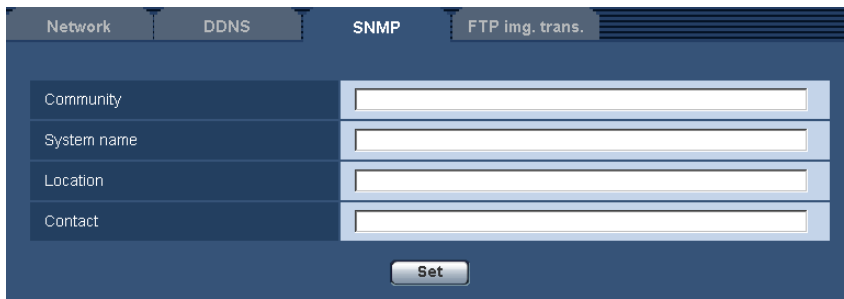 Network DDNS SNMP FTP img. trans.
Community
System name
Location
Contact
Set